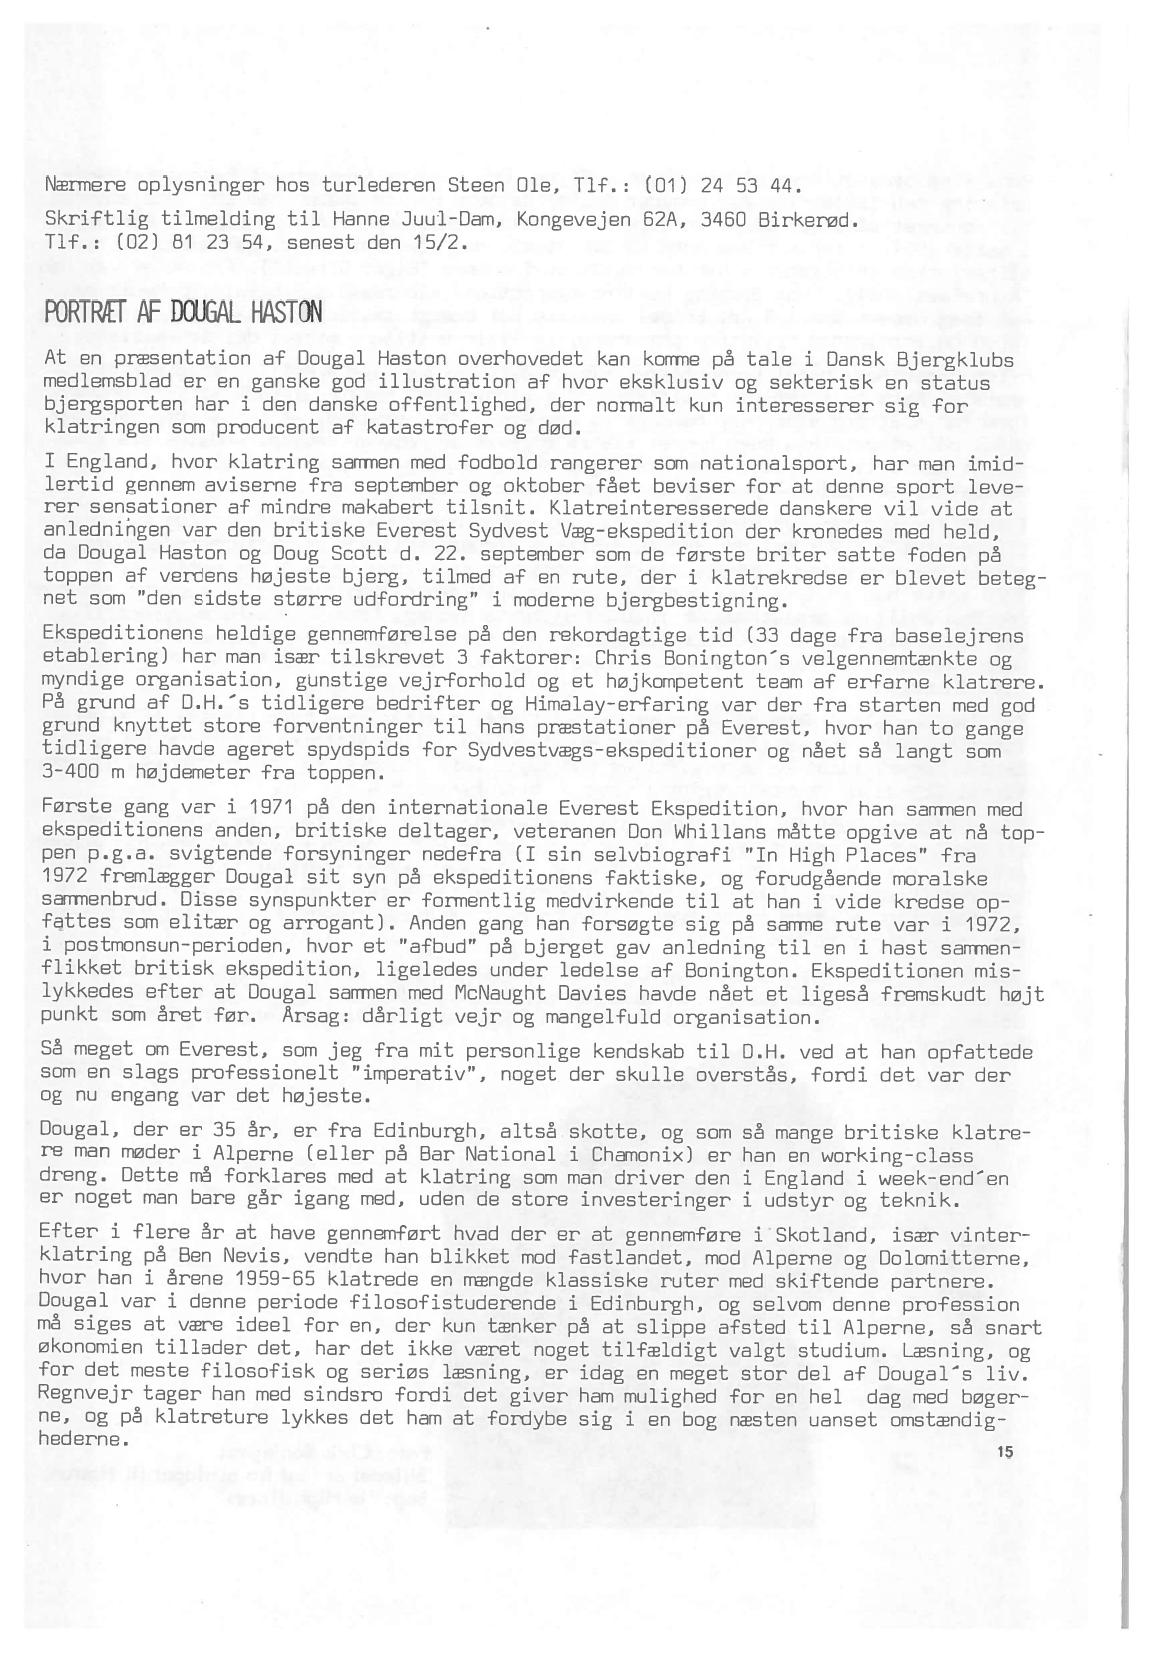 Nærmere oplysninger hos turlederen Steen Ole, Tlf.: (01) 24 53 44.
Skriftlig tilmelding til Hanne Juul-Dam, Kongevejen 62A, 3460 Birkerød.
Tlf.: (02) 81 23 54, senest den 15/2.
PORTRÆT AF DOUGAL HASTON
At en præsentation af Dougal Haston overhovedet kan komme på tale i Dansk Bjergklubs
medlemsblad er en ganske god illustration af hvor eksklusiv og sekterisk en status
bjergsporten har i den danske offentlighed, der normalt kun interesserer sig for
klatringen som producent af katastrofer og død.
I England, hvor klatring sammen med fodbold rangerer som nationalsport, har man imid-
lertid gennem aviserne fra september og oktober fået beviser for at denne sport leve-
rer sensationer af mindre makabert tilsnit. Klatreinteresserede danskere vil vide at
anledningen var den britiske Everest Sydvest Væg-ekspedition der kronedes med held,
da Dougal Haston og Doug Scott d. 22. september som de første briter satte foden på
toppen af verdens højeste bjerg, tilmed af en rute, der i klatrekredse er blevet beteg-
net som "den sidste større udfordring" i moderne bjergbestigning.
Ekspeditionens heldige gennemførelse på den rekordagtige tid (33 dage fra baselejrens
etablering) har man især tilskrevet 3 faktorer: Chris Bonington´s velgennemtænkte og
myndige organisation, gunstige vejrforhold og et højkompetent team af erfarne klatrere.
På grund af D.H.´s tidligere bedrifter og Himalay-erfaring var der fra starten med god
grund knyttet store forventninger til hans præstationer på Everest, hvor han to gange
tidligere havde ageret spydspids for Sydvestvægs-ekspeditioner og nået så langt som
3-400 m højdemeter fra toppen.
Første gang var i 1971 på den internationale Everest Ekspedition, hvor han sammen med
ekspeditionens anden, britiske deltager, veteranen Don Whillans måtte opgive at nå top-
pen p.g.a. svigtende forsyninger nedefra (I sin selvbiografi "In High Places" fra
1972 fremlægger Dougal sit syn på ekspeditionens faktiske, og forudgående moralske
sammenbrud. Disse synspunkter er formentlig medvirkende til at han i vide kredse op-
fattes som elitær og arrogant). Anden gang han forsøgte sig på samme rute var i 1972,
i postmonsun-perioden, hvor et "afbud" på bjerget gav anledning til en i hast sammen-
flikket britisk ekspedition, ligeledes under ledelse af Bonington. Ekspeditionen mis-
lykkedes efter at Dougal sammen med McNaught Davies havde nået et ligeså fremskudt højt
punkt som året før.  Årsag: dårligt vejr og mangelfuld organisation.
Så meget om Everest, som jeg fra mit personlige kendskab til D.H. ved at han opfattede
som en slags professionelt "imperativ", noget der skulle overstås, fordi det var der
og nu engang var det højeste.
Dougal, der er 35 år, er fra Edinburgh, altså skotte, og som så mange britiske klatre-
re man møder i Alperne (eller på Bar National i Chamonix) er han en working-class
dreng. Dette må forklares med at klatring som man driver den i England i week-end´en
er noget man bare går igang med, uden de store investeringer i udstyr og teknik.
Efter i flere år at have gennemført hvad der er at gennemføre i Skotland, især vinter-
klatring på Ben Nevis, vendte han blikket mod fastlandet, mod Alperne og Dolomitterne,
hvor han i årene 1959-65 klatrede en mængde klassiske ruter med skiftende partnere.
Dougal var i denne periode filosofistuderende i Edinburgh, og selvom denne profession
må siges at være ideel for en, der kun tænker på at slippe afsted til Alperne, så snart
økonomien tillader det, har det ikke været noget tilfældigt valgt studium. Læsning, og
for det meste filosofisk og seriøs læsning, er idag en meget stor del af Dougal´s liv.
Regnvejr tager han med sindsro fordi det giver ham mulighed for en hel  dag med bøger-
ne, og på klatreture lykkes det ham at fordybe sig i en bog næsten uanset omstændig-
hederne.
15